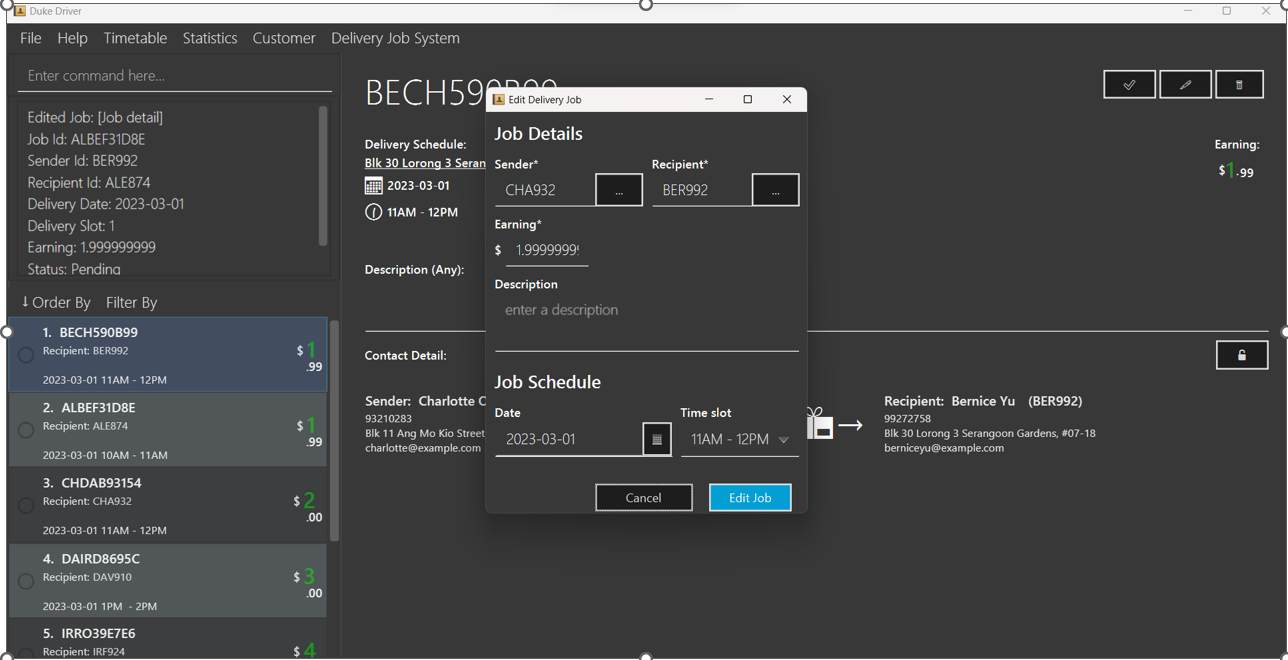 Duke Driver
File Help Timetable Statistics Customer Delivery Job System
Enter command here...
Edited Job: [Job detail]
Job Id: ALBEF31D8E
Sender Id: BER992
Recipient Id: ALE874
Delivery Date: 2023-03-01
Delivery Slot: 1
Earning: 1.999999999
Status: Pending
↓ Order By Filter By
1. BECH590B99
Recipient: BER992
$ 1 .99
2023-03-01 11AM - 12PM
2. ALBEF31D8E
Recipient: ALE874
$ 1 .99
2023-03-01 10AM - 11AM
3. CHDAB93154
Recipient: CHA932
$ 2 .00
2023-03-01 11AM - 12PM
4. DAIRD8695C
Recipient: DAV910
$ 3 .00
2023-03-01 1PM - 2PM
5. IRRO39E7E6
Recipient: IRF924
$ 4
BECH590B99
Delivery Schedule:
Blk 30 Lorong 3 Seran
2023-03-01
11AM - 12PM
Description (Any):
Earning:
$1.99
Contact Detail:
Sender: Charlotte
93210283
Blk 11 Ang Mo Kio Street
charlotte@example.com
Recipient: Bernice Yu (BER992)
99272758
Blk 30 Lorong 3 Serangoon Gardens, #07-18
berniceyu@example.com
Edit Delivery Job
Job Details
Sender* Recipient*
CHA932 ... BER992 ...
Earning*
$ 1.9999999
Description
enter a description
Job Schedule
Date Time slot
2023-03-01 11AM - 12PM
Cancel Edit Job